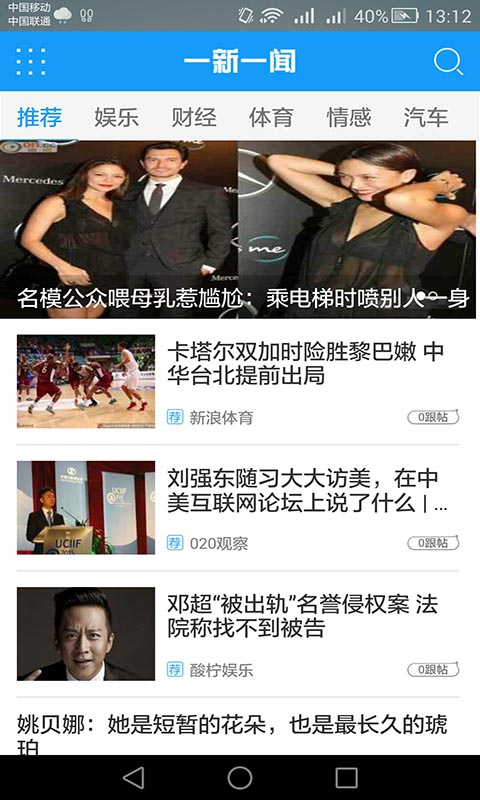 中国移动
中国联通
40%
13:12
一新一闻
推荐 娱乐 财经 体育 情感 汽车
on.cc
Mercedes
me
名模公众喂母乳惹尴尬：乘电梯时喷别人一身
卡塔尔双加时险胜黎巴嫩 中
华台北提前出局
荐 新浪体育
0跟帖
刘强东随习大大访美，在中
美互联网论坛上说了什么 | ...
UCIIF
2015
荐 O2O观察
0跟帖
邓超“被出轨”名誉侵权案 法
院称找不到被告
荐 酸柠娱乐
0跟帖
姚贝娜：她是短暂的花朵，也是最长久的琥
珀